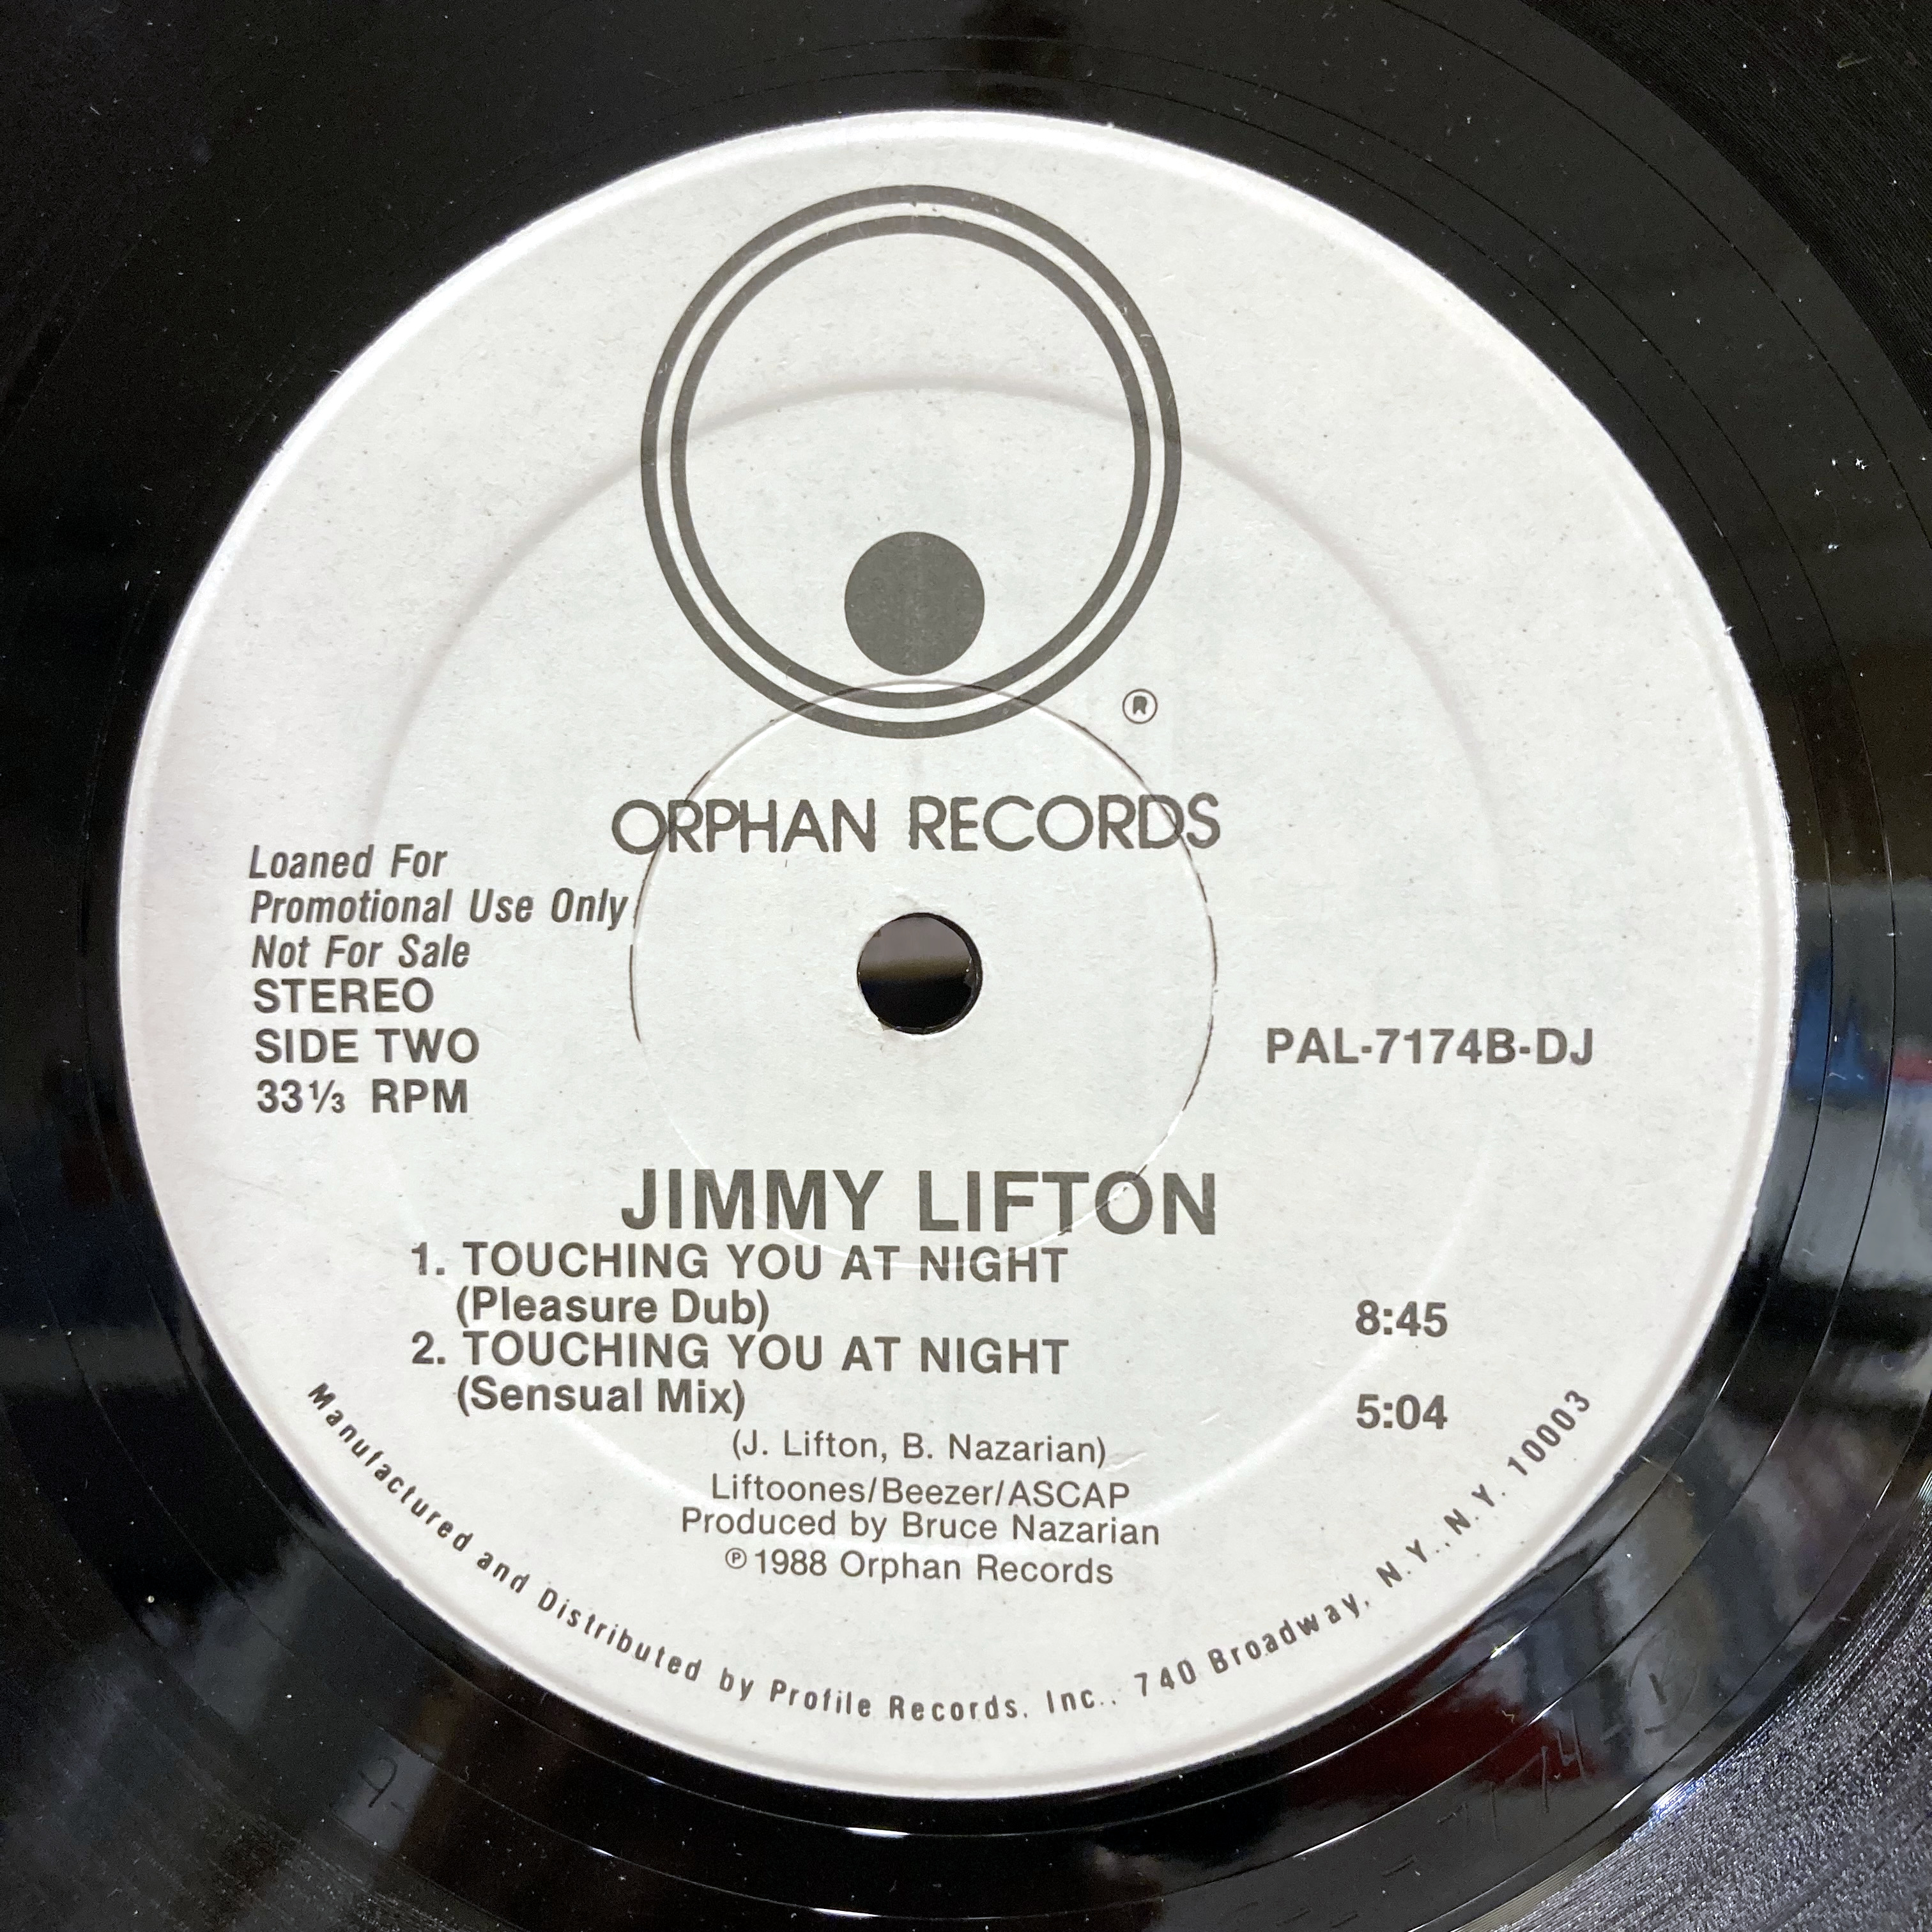 ®
ORPHAN RECORDS
Loaned For
Promotional Use Only
Not For Sale
STEREO
SIDE TWO
33⅓ RPM
PAL-7174B-DJ
JIMMY LIFTON
1. TOUCHING YOU AT NIGHT
(Pleasure Dub) 8:45
2. TOUCHING YOU AT NIGHT
(Sensual Mix) 5:04
(J. Lifton, B. Nazarian)
Liftoones/Beezer/ASCAP
Produced by Bruce Nazarian
℗1988 Orphan Records
Manufactured and Distributed by Profile Records, Inc., 740 Broadway, N.Y., N.Y. 10003